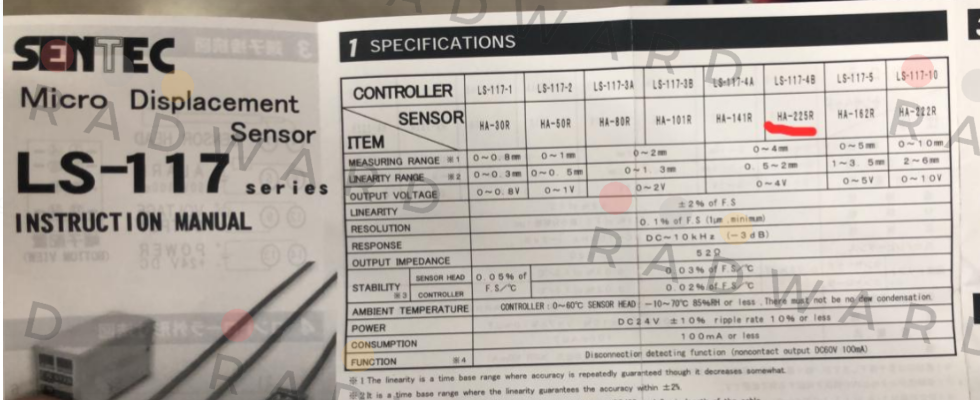 SENTEC
Micro Displacement
Sensor
LS-117 series
INSTRUCTION MANUAL
1 SPECIFICATIONS
CONTROLLER LS-117-1 LS-117-2 LS-117-3A LS-117-3B LS-117-4A LS-117-4B LS-117-5 LS-117-10
SENSOR
ITEM HA-30R HA-50R HA-80R HA-101R HA-141R HA-225R HA-162R HA-222R
MEASURING RANGE ※1 0~0.8mm 0~1mm 0~2mm 0~4mm 0~5mm 0~10mm
LINEARITY RANGE ※2 0~0.3mm 0~0.5mm 0~1.3mm 0.5~2mm 1~3.5mm 2~6mm
OUTPUT VOLTAGE 0~0.8V 0~1V 0~2V 0~4V 0~5V 0~10V
LINEARITY ±2% of F.S
RESOLUTION 0.1% of F.S (1μm minimum)
RESPONSE DC~10kHz (-3dB)
OUTPUT IMPEDANCE 52Ω
STABILITY ※3 SENSOR HEAD 0.05% of F.S/℃ 0.03% of F.S/℃
CONTROLLER 0.02% of F.S/℃
AMBIENT TEMPERATURE CONTROLLER:0~60℃ SENSOR HEAD -10~70℃ 85%RH or less. There must not be no dew condensation.
POWER DC24V ±10% ripple rate 10% or less
CONSUMPTION 100mA or less
FUNCTION ※4 Disconnection detecting function (noncontact output DC60V 100mA)
※1 The linearity is a time base range where accuracy is repeatedly guaranteed though it decreases somewhat.
※2 It is a time base range where the linearity guarantees the accuracy within ±2%.
RADWARD